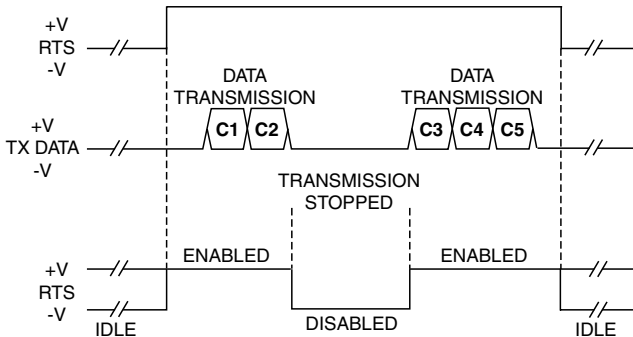 +V
RTS
-V
DATA
TRANSMISSION
DATA
TRANSMISSION
+V
TX DATA
-V
C1
C2
C3
C4
C5
TRANSMISSION
STOPPED
+V
RTS
-V
ENABLED
ENABLED
IDLE
DISABLED
IDLE